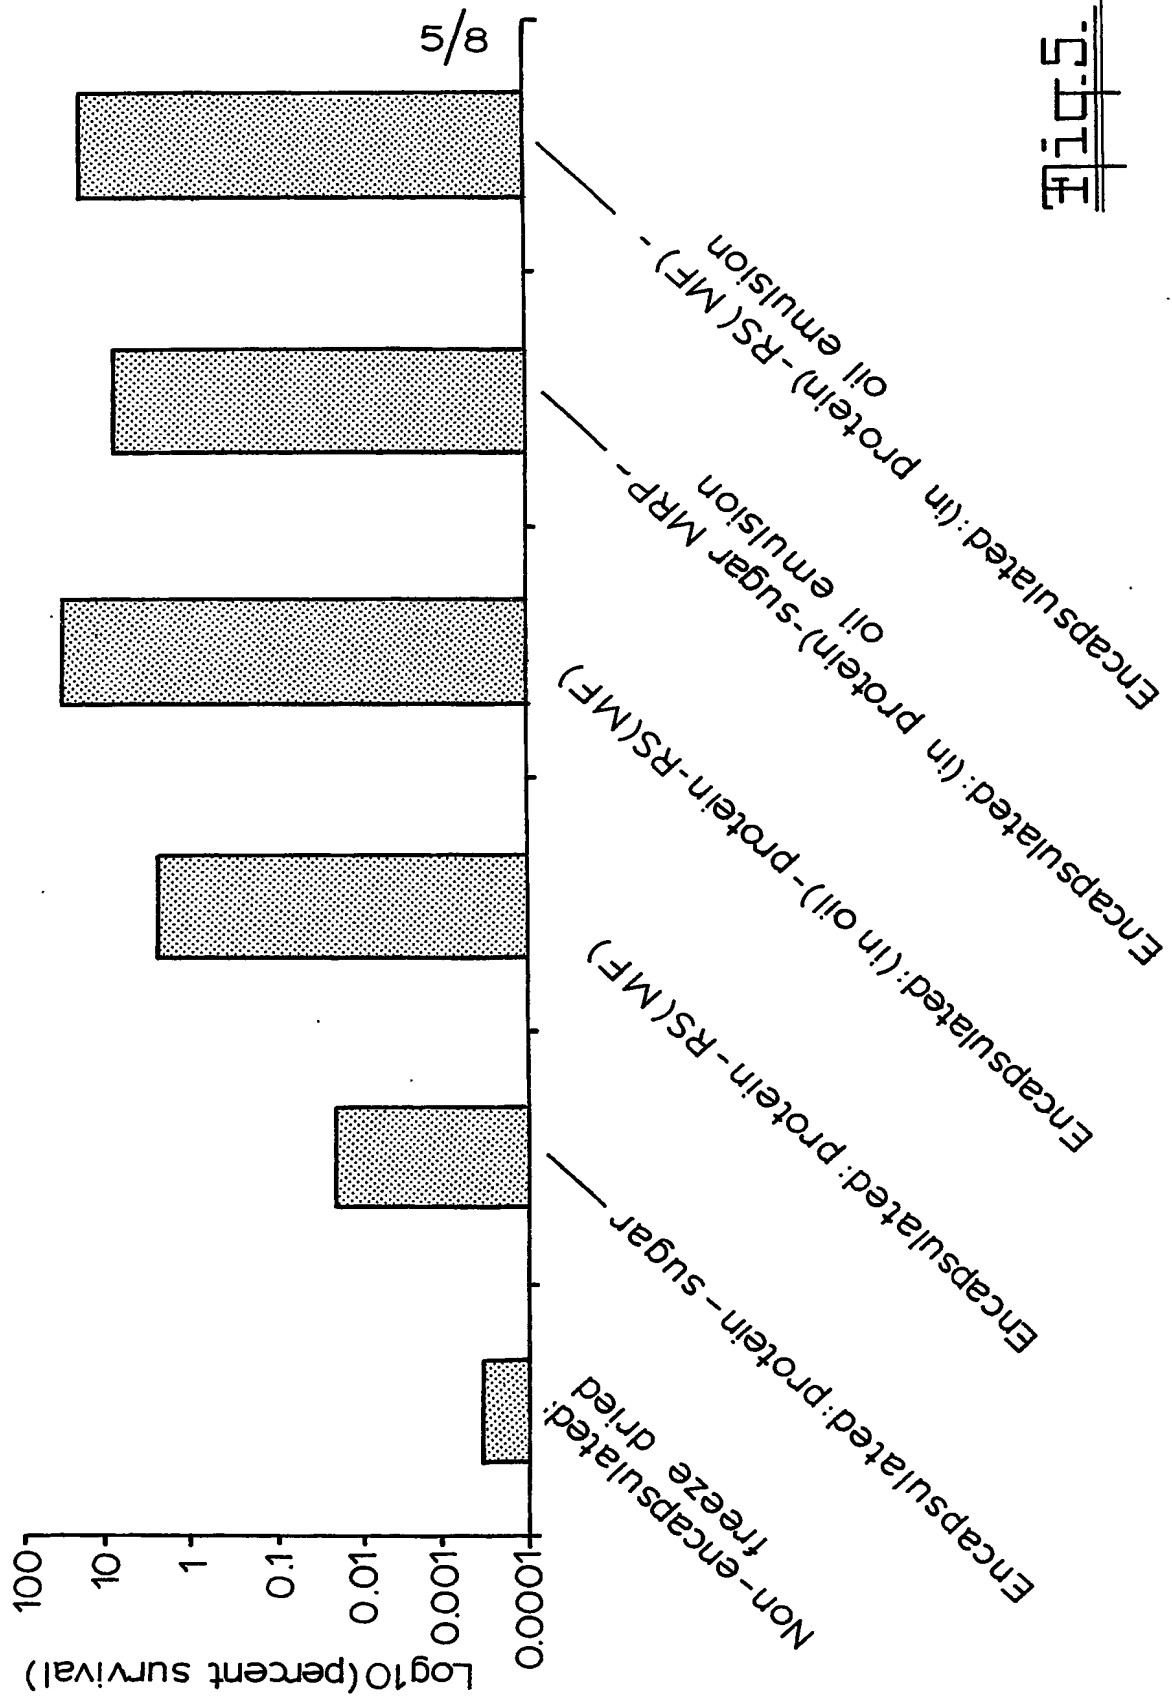 5/8
Log10(percent survival)
100
10
1
0.1
0.01
0.001
0.0001
Non-encapsulated:
freeze dried
Encapsulated:protein-sugar
Encapsulated:protein-RS(MF)
Encapsulated:(in oil)-protein-RS(MF)
Encapsulated:(in protein)-sugar MRP-
oil emulsion
Encapsulated:(in protein)-RS(MF)-
oil emulsion
Fig.5.